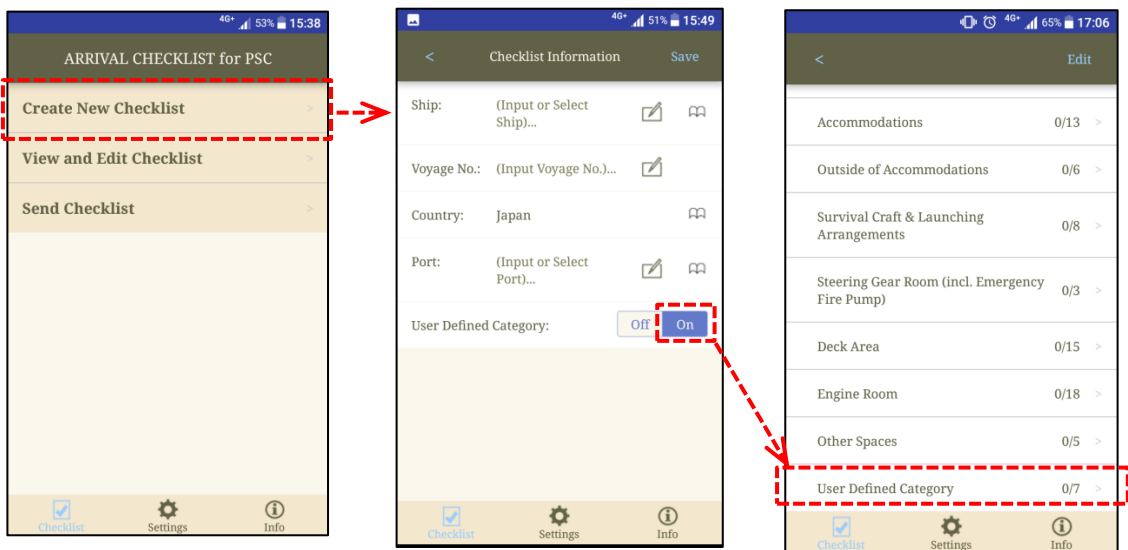 4G+ 53% 15:38
ARRIVAL CHECKLIST for PSC
Create New Checklist >
View and Edit Checklist >
Send Checklist >
Checklist Settings Info
4G+ 51% 15:49
< Checklist Information Save
Ship: (Input or Select
Ship)...
Voyage No.: (Input Voyage No.)...
Country: Japan
Port: (Input or Select
Port)...
User Defined Category: Off On
Checklist Settings Info
4G+ 65% 17:06
< Edit
Accommodations 0/13 >
Outside of Accommodations 0/6 >
Survival Craft & Launching
Arrangements 0/8 >
Steering Gear Room (incl. Emergency
Fire Pump) 0/3 >
Deck Area 0/15 >
Engine Room 0/18 >
Other Spaces 0/5 >
User Defined Category 0/7 >
Checklist Settings Info